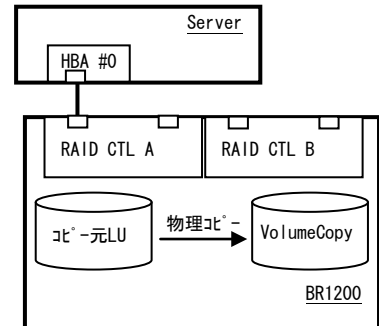 Server
HBA #0
RAID CTL A
RAID CTL B
ｺﾋﾟｰ元LU
物理ｺﾋﾟｰ
VolumeCopy
BR1200